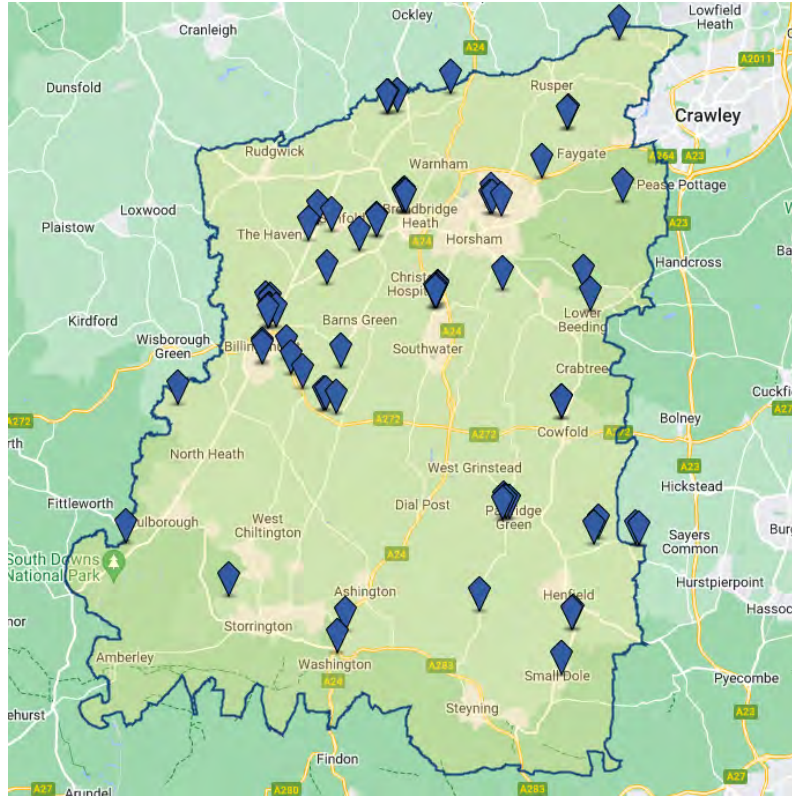 Ockley
Lowfield
Heath
Cranleigh
A24
A2011
Dunsfold
Rusper
Crawley
Rudgwick
Warnham
Faygate
A23
Pease Pottage
Loxwood
Plaistow
Broadbridge
Heath
The Haven
Horsham
A23
A24
Handcross
Christ
Hospital
Kirdford
Barns Green
Lower
Beeding
Wisborough
Green
A24
Southwater
Crabtree
A272
A272
Cowfold
Bolney
North Heath
A23
West Grinstead
Hickstead
Fittleworth
Dial Post
Partridge
Green
West
Chiltington
Sayers
Common
South Downs
National Park
A24
Hurstpierpoint
Ashington
Henfield
Storrington
Amberley
Washington
A283
Small Dole
Pyecombe
A24
Steyning
A23
Findon
A27
Arundel
A280
A283
A27